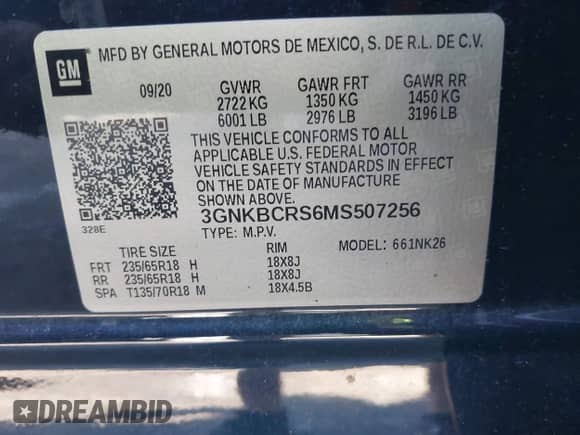 GM
MFD BY GENERAL MOTORS DE MEXICO, S. DE R.L. DE C.V.
09/20 GVWR GAWR FRT GAWR RR
2722 KG 1350 KG 1450 KG
6001 LB 2976 LB 3196 LB
THIS VEHICLE CONFORMS TO ALL
APPLICABLE U.S. FEDERAL MOTOR
VEHICLE SAFETY STANDARDS IN EFFECT
ON THE DATE OF MANUFACTURE SHOWN ABOVE.
3GNKBCRS6MS507256
328E
TYPE: M.P.V.
TIRE SIZE RIM MODEL: 661NK26
FRT 235/65R18 H 18X8J
RR 235/65R18 H 18X8J
SPA T135/70R18 M 18X4.5B
DREAMBID